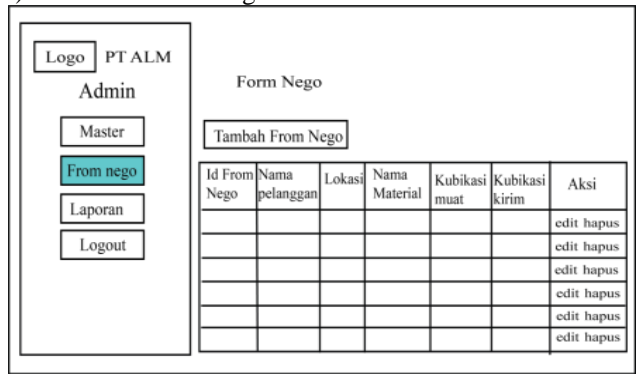 Logo PT ALM
Admin
Master
From nego
Laporan
Logout
Form Nego
Tambah From Nego
Id From Nego Nama pelanggan Lokasi Nama Material Kubikasi muat Kubikasi kirim Aksi
edit hapus
edit hapus
edit hapus
edit hapus
edit hapus
edit hapus